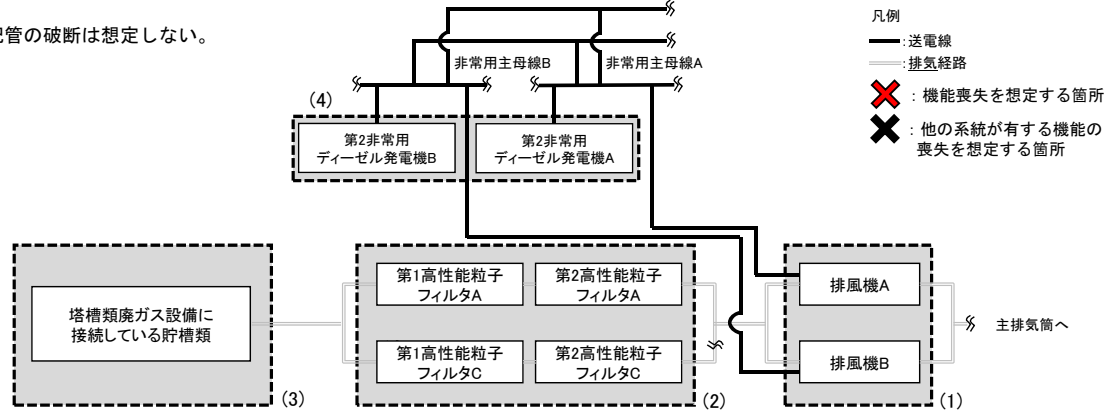 配管の破断は想定しない。
凡例
:送電線
:排気経路
:機能喪失を想定する箇所
:他の系統が有する機能の
喪失を想定する箇所
非常用主母線B
非常用主母線A
(4)
第2非常用
ディーゼル発電機B
第2非常用
ディーゼル発電機A
塔槽類廃ガス設備に
接続している貯槽類
(3)
第1高性能粒子
フィルタA
第2高性能粒子
フィルタA
第1高性能粒子
フィルタC
第2高性能粒子
フィルタC
(2)
排風機A
排風機B
(1)
主排気筒へ